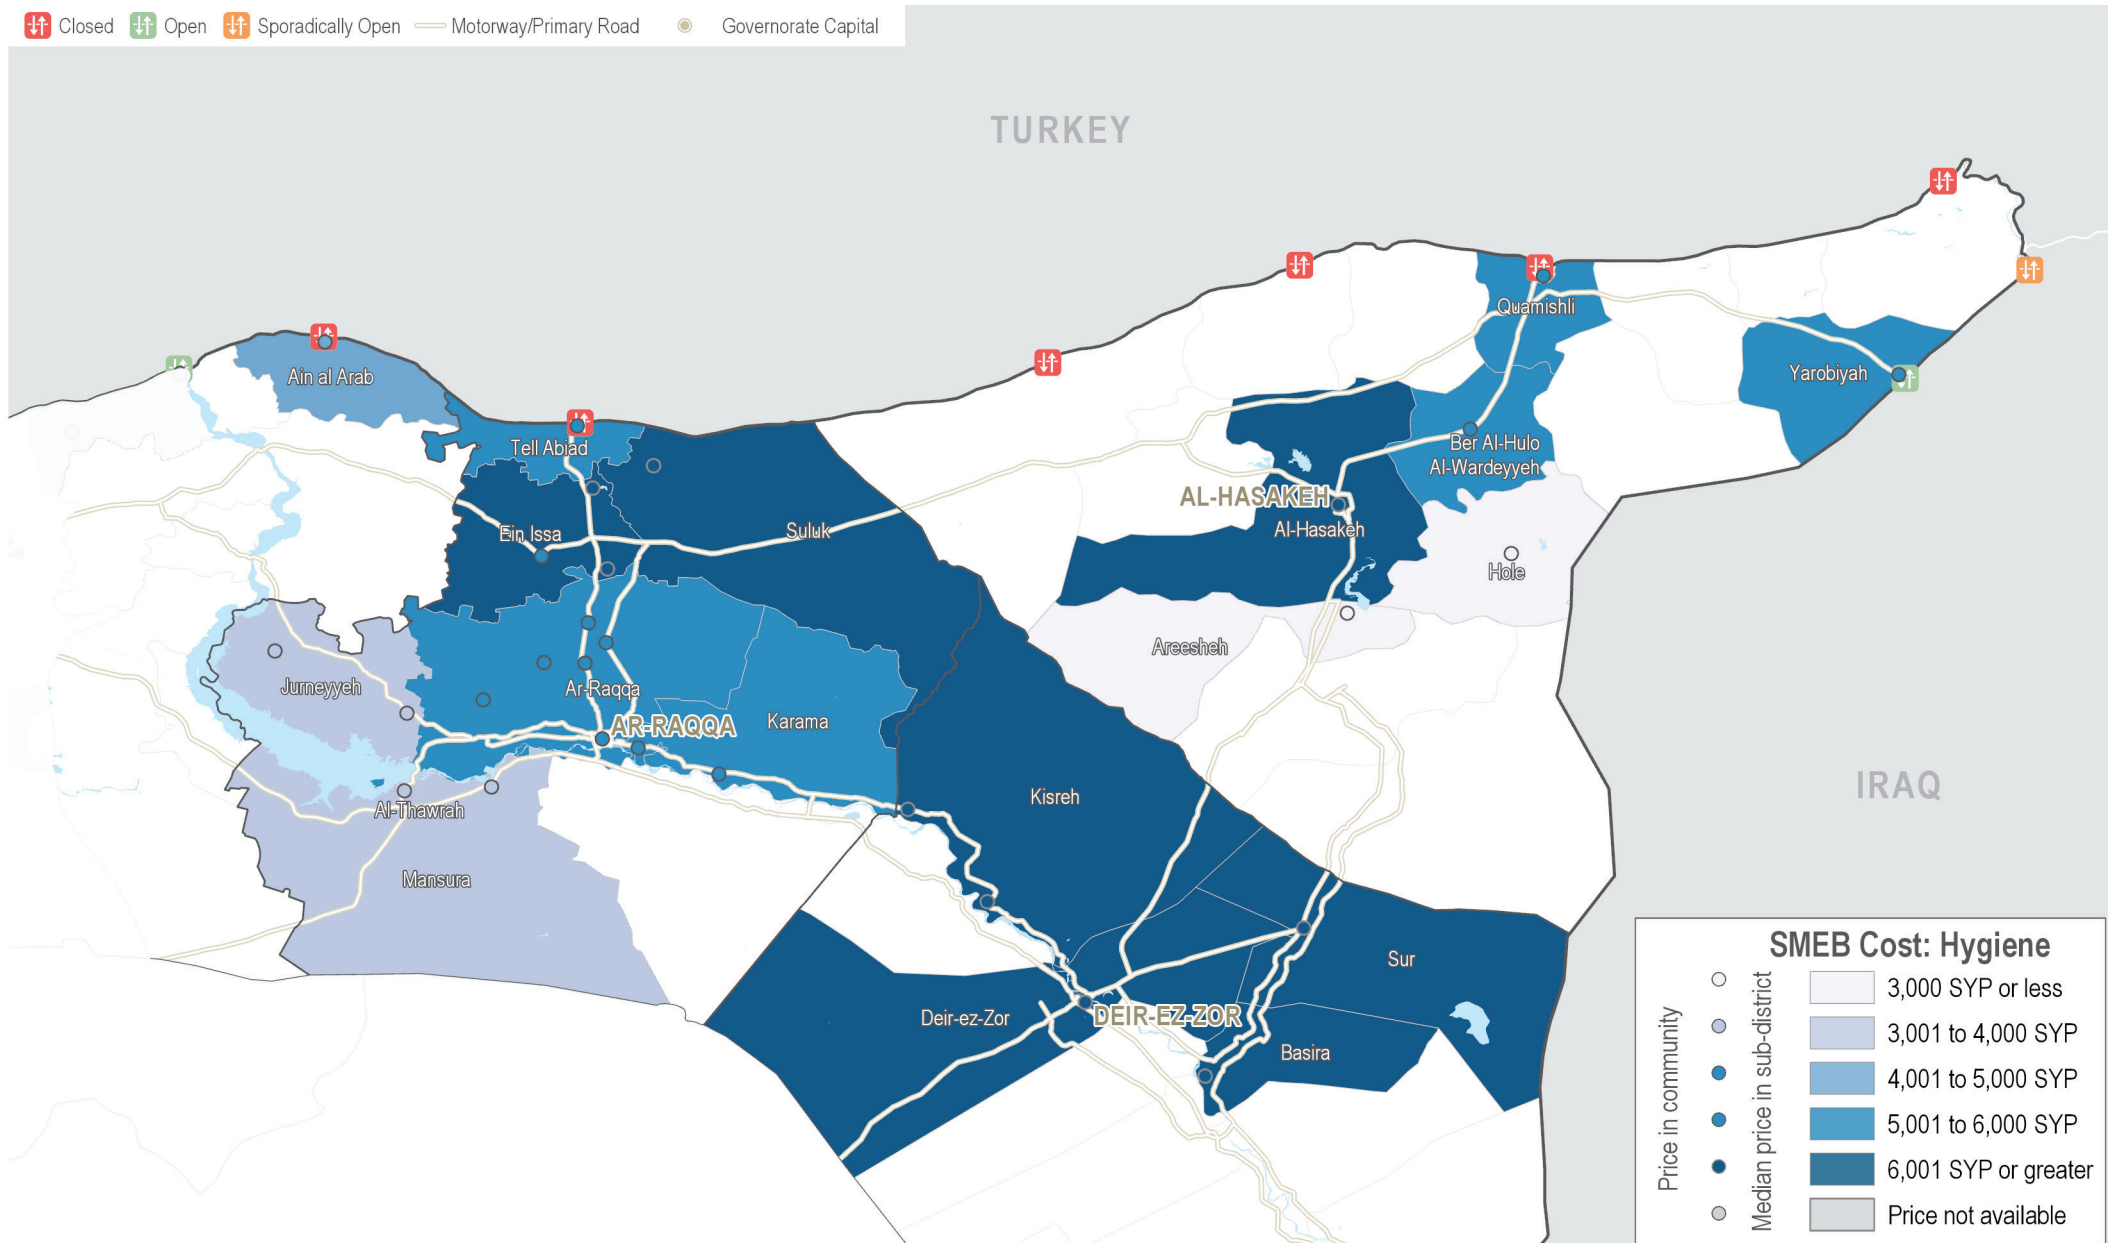 Closed
Open
Sporadically Open
Motorway/Primary Road
Governorate Capital
TURKEY
Quamishli
Yarobiyah
Ain al Arab
Tell Abiad
Ber Al-Hulo
Al-Wardeyyeh
AL-HASAKEH
Al-Hasakeh
Ein Issa
Suluk
Hole
Areesheh
Jurneyyeh
Ar-Raqqa
AR-RAQQA
Karama
IRAQ
Kisreh
Al-Thawrah
Mansura
Sur
Deir-ez-Zor
DEIR-EZ-ZOR
Basira
SMEB Cost: Hygiene
Price in community
Median price in sub-district
3,000 SYP or less
3,001 to 4,000 SYP
4,001 to 5,000 SYP
5,001 to 6,000 SYP
6,001 SYP or greater
Price not available